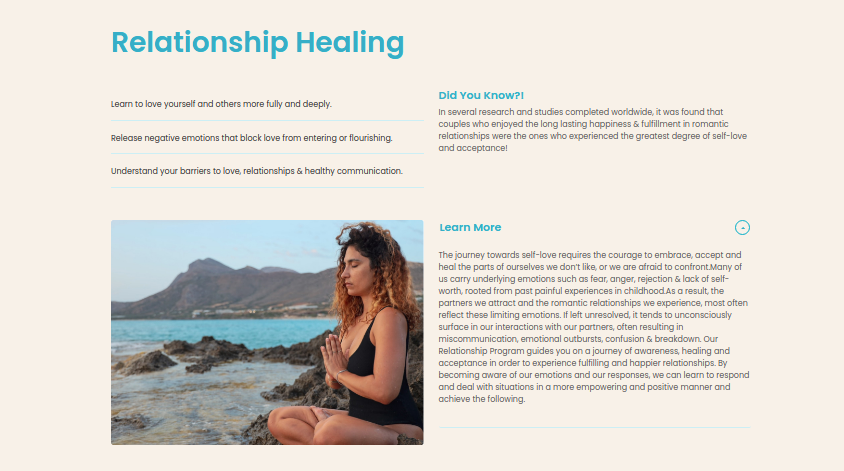 Relationship Healing
Learn to love yourself and others more fully and deeply.
Release negative emotions that block love from entering or flourishing.
Understand your barriers to love, relationships & healthy communication.
Did You Know?!
In several research and studies completed worldwide, it was found that
couples who enjoyed the long lasting happiness & fulfillment in romantic
relationships were the ones who experienced the greatest degree of self-love
and acceptance!
Learn More
The journey towards self-love requires the courage to embrace, accept and
heal the parts of ourselves we don't like, or we are afraid to confront.Many of
us carry underlying emotions such as fear, anger, rejection & lack of self-
worth, rooted from past painful experiences in childhood.As a result, the
partners we attract and the romantic relationships we experience, most often
reflect these limiting emotions. If left unresolved, it tends to unconsciously
surface in our interactions with our partners, often resulting in
miscommunication, emotional outbursts, confusion & breakdown. Our
Relationship Program guides you on a journey of awareness, healing and
acceptance in order to experience fulfilling and happier relationships. By
becoming aware of our emotions and our responses, we can learn to respond
and deal with situations in a more empowering and positive manner and
achieve the following.